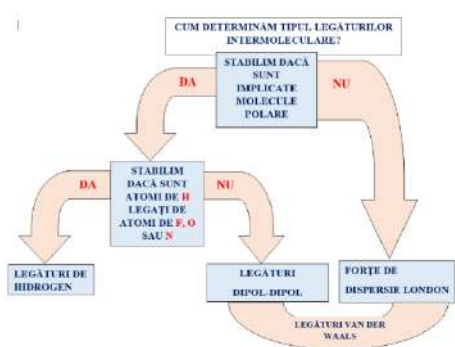 CUM DETERMINĂM TIPUL LEGĂTURILOR
INTERMOLECULARE?
STABILIM DACĂ
SUNT
IMPLICATE
MOLECULE
POLARE
DA
NU
STABILIM
DACĂ SUNT
ATOMI DE H
LEGAȚI DE
ATOMI DE F, O
SAU N
DA
NU
LEGĂTURI DE
HIDROGEN
LEGĂTURI
DIPOL-DIPOL
FORȚE DE
DISPERSIE LONDON
LEGĂTURI VAN DER
WAALS